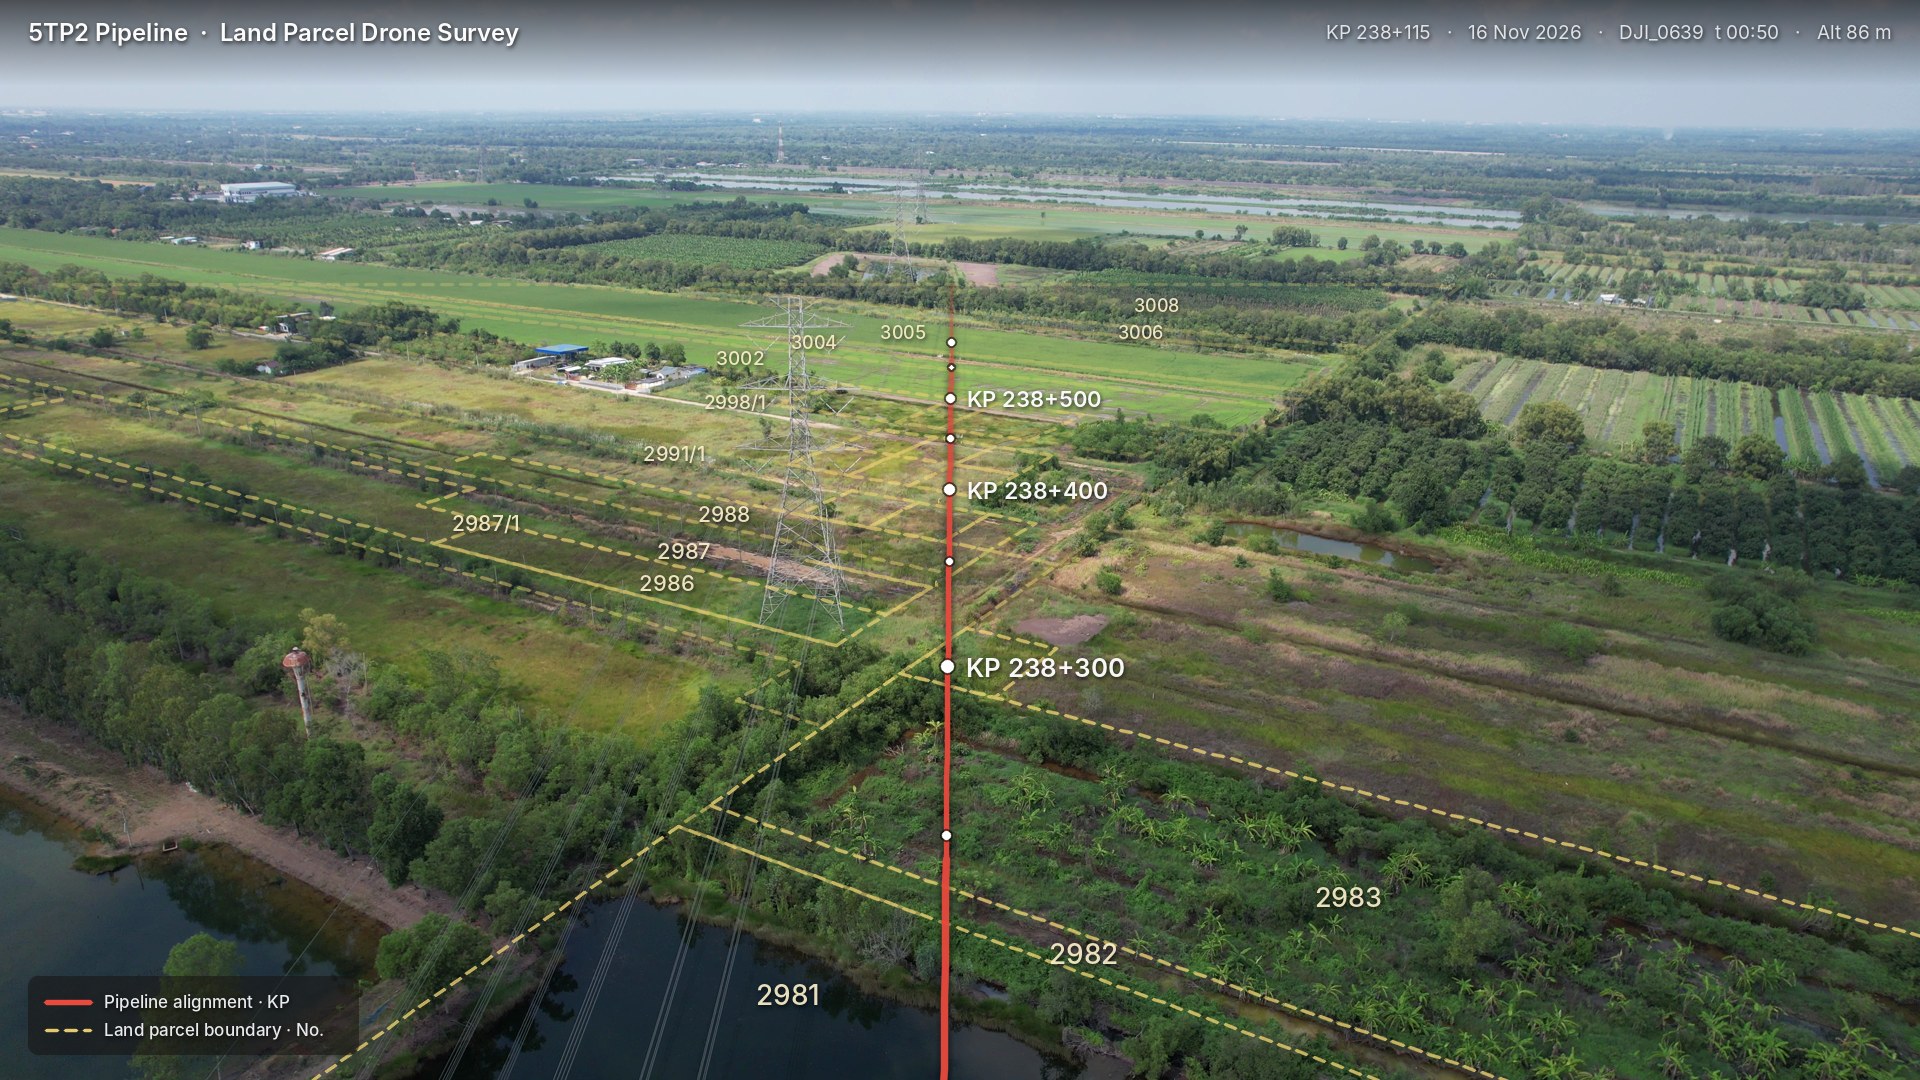 5TP2 Pipeline · Land Parcel Drone Survey
KP 238+115 · 16 Nov 2026 · DJI_0639 t 00:50 · Alt 86 m
3008
3005
3006
3004
3002
KP 238+500
2998/1
2991/1
KP 238+400
2988
2987/1
2987
2986
KP 238+300
2983
2982
2981
Pipeline alignment · KP
Land parcel boundary · No.